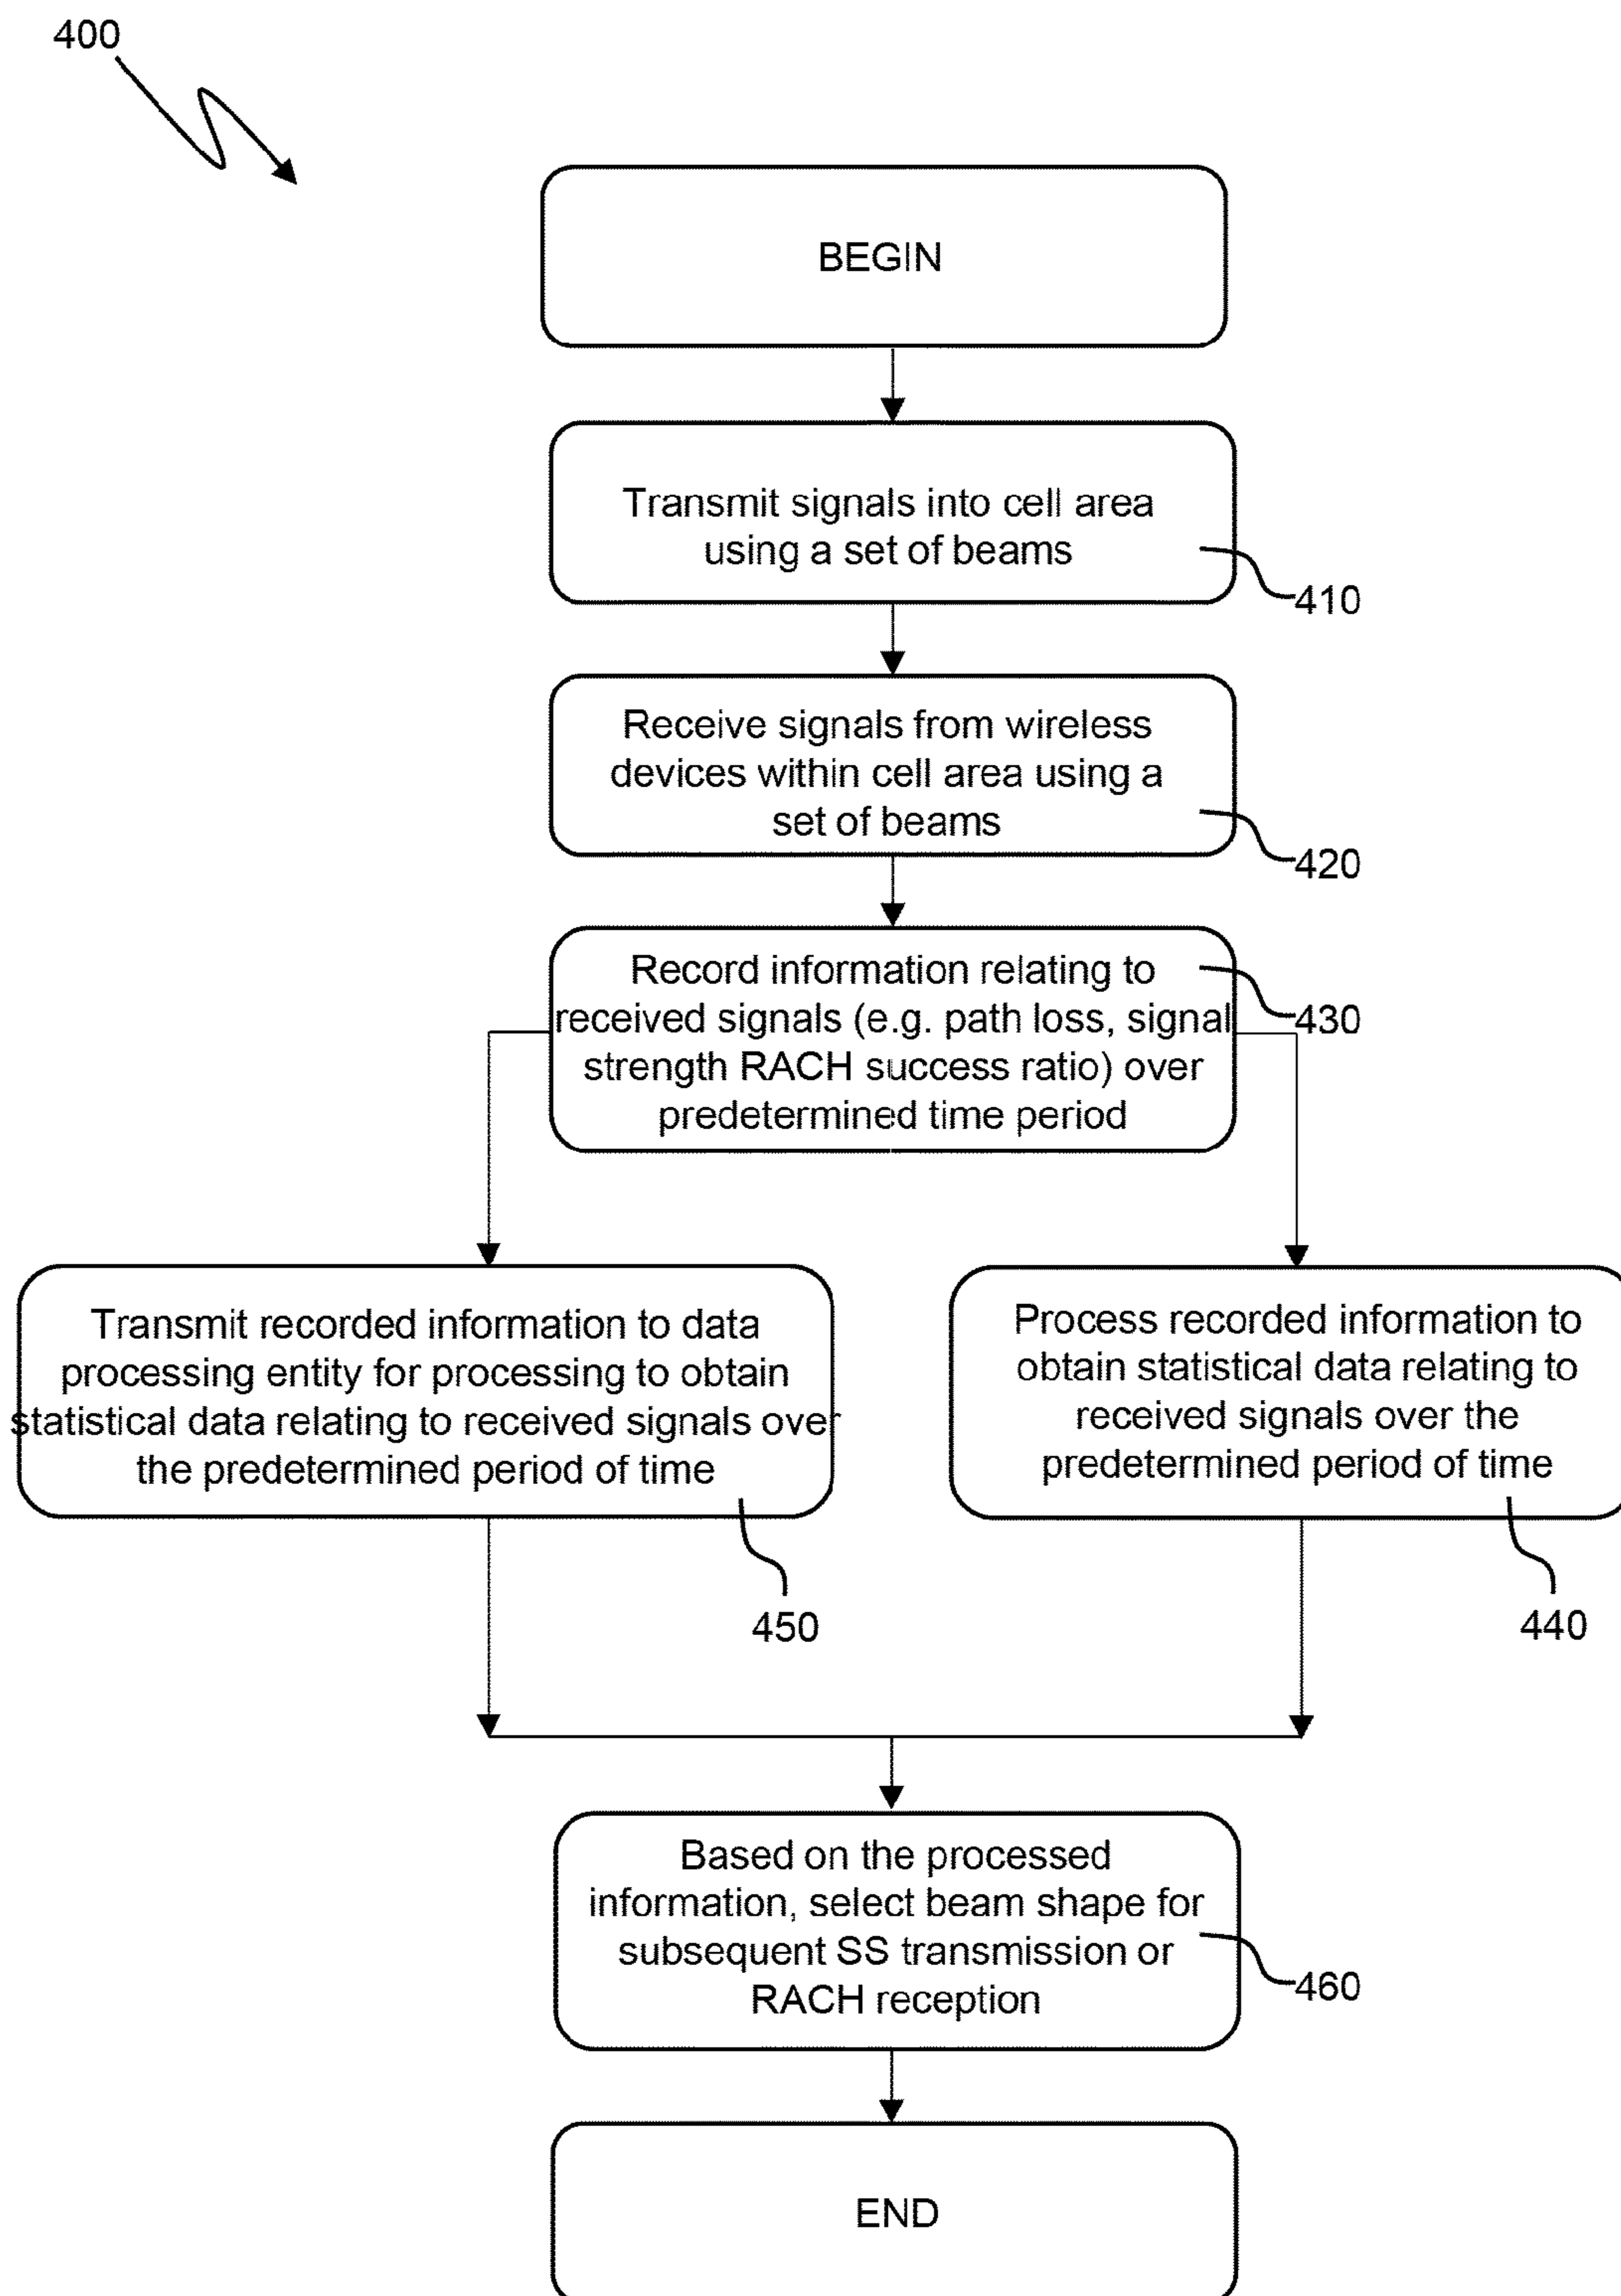 400
BEGIN
Transmit signals into cell area
using a set of beams
410
Receive signals from wireless
devices within cell area using a
set of beams
420
Record information relating to
received signals (e.g. path loss, signal
strength RACH success ratio) over
predetermined time period
430
Transmit recorded information to data
processing entity for processing to obtain
statistical data relating to received signals over
the predetermined period of time
450
Process recorded information to
obtain statistical data relating to
received signals over the
predetermined period of time
440
Based on the processed
information, select beam shape for
subsequent SS transmission or
RACH reception
460
END